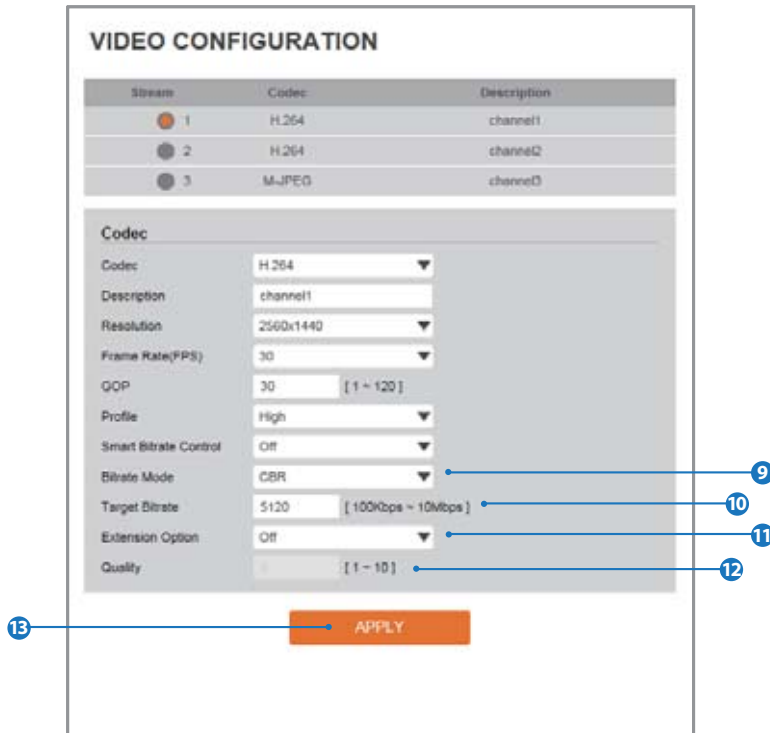 VIDEO CONFIGURATION
Stream Codec Description
1 H.264 channel1
2 H.264 channel2
3 M-JPEG channel3
Codec
Codec H.264
Description channel1
Resolution 2560x1440
Frame Rate(FPS) 30
GOP 30 [ 1 ~ 120 ]
Profile High
Smart Bitrate Control Off
Bitrate Mode CBR 9
Target Bitrate 5120 [ 100Kbps ~ 10Mbps ] 10
Extension Option Off 11
Quality [ 1 ~ 10 ] 12
13 APPLY